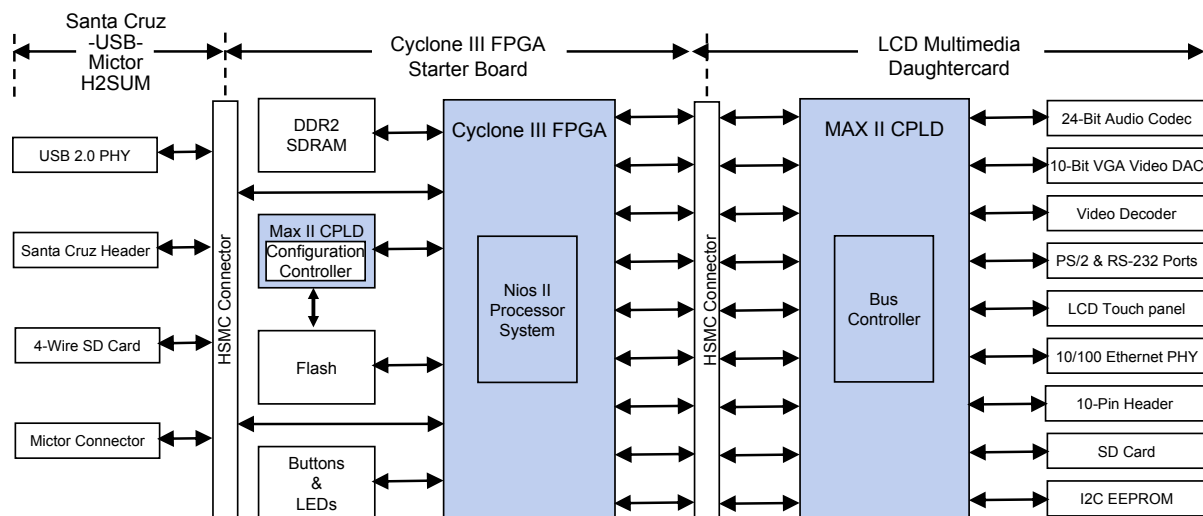 Santa Cruz
-USB-
Mictor
H2SUM
Cyclone III FPGA
Starter Board
LCD Multimedia
Daughtercard
USB 2.0 PHY
Santa Cruz Header
4-Wire SD Card
Mictor Connector
HSMC Connector
DDR2
SDRAM
Max II CPLD
Configuration
Controller
Flash
Buttons
&
LEDs
Cyclone III FPGA
Nios II
Processor
System
HSMC Connector
MAX II CPLD
Bus
Controller
24-Bit Audio Codec
10-Bit VGA Video DAC
Video Decoder
PS/2 & RS-232 Ports
LCD Touch panel
10/100 Ethernet PHY
10-Pin Header
SD Card
I2C EEPROM